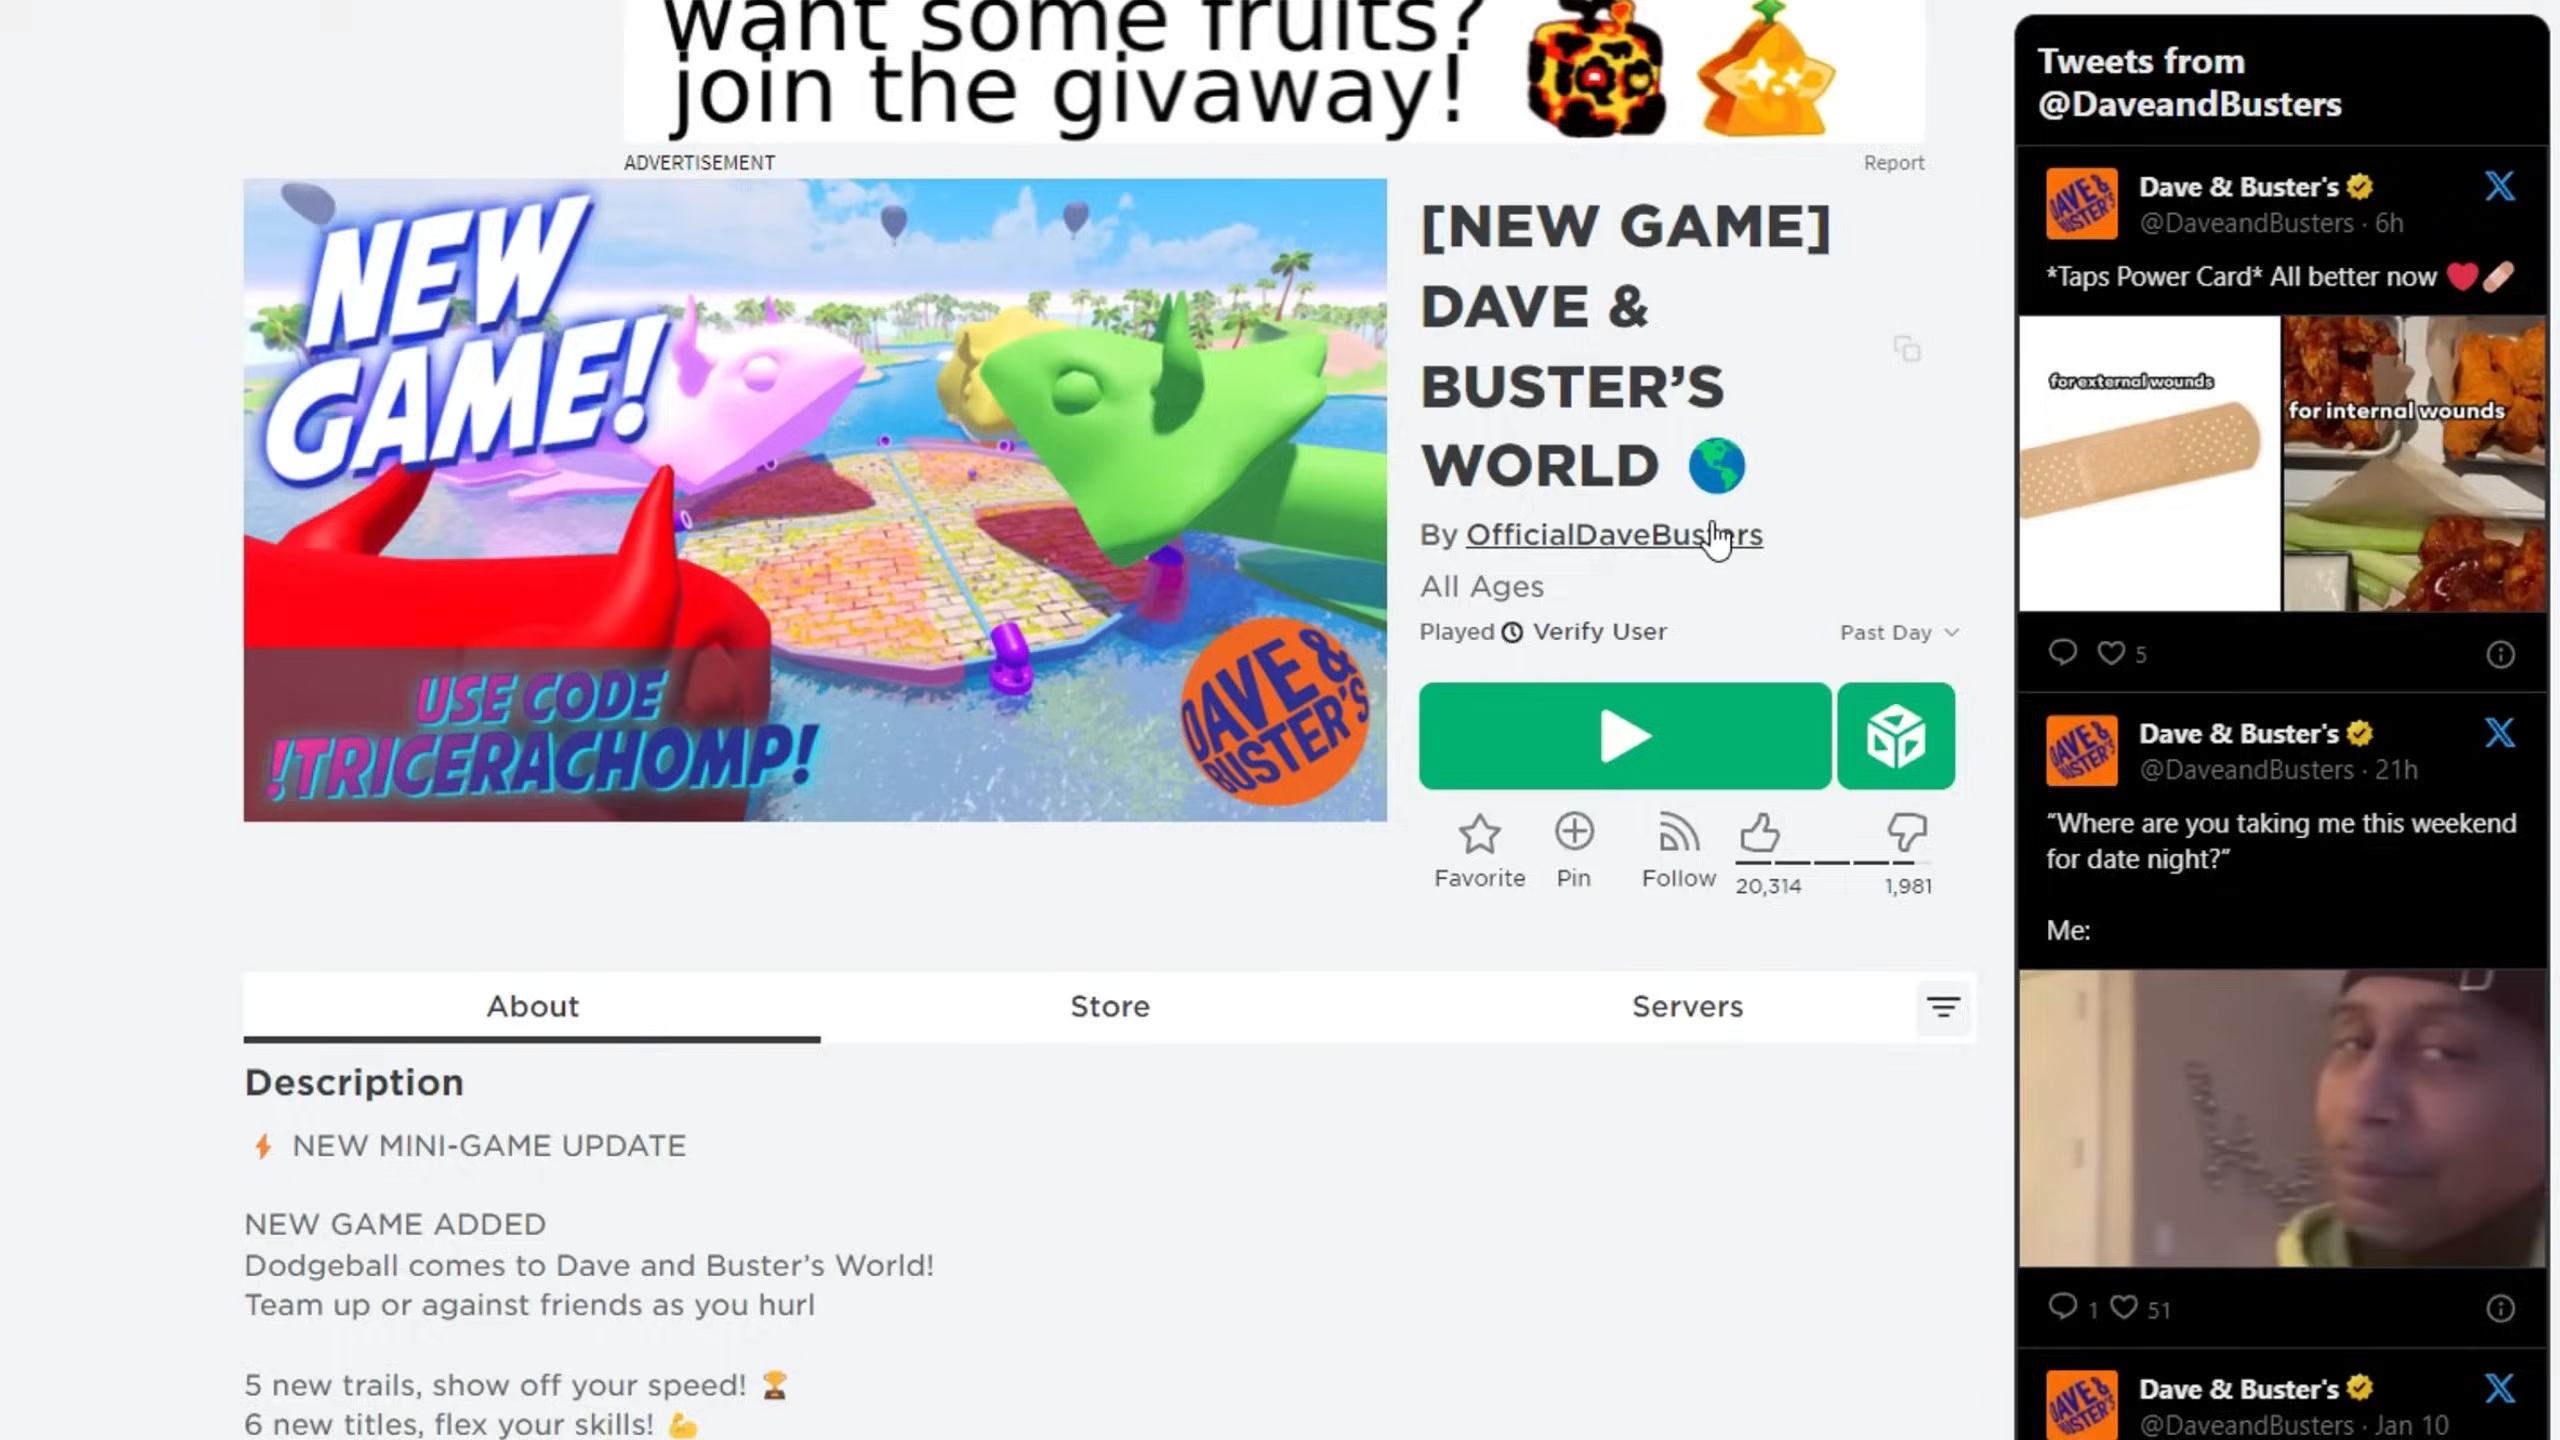 want some fruits?
join the givaway!
ADVERTISEMENT
Report
NEW
GAME!
USE CODE
!TRICERACHOMP!
DAVE &
BUSTER'S
[NEW GAME]
DAVE &
BUSTER’S
WORLD 🌎
By OfficialDaveBusters
All Ages
Played Verify User
Past Day
Favorite
Pin
Follow
20,314
1,981
About
Store
Servers
Description
⚡ NEW MINI-GAME UPDATE
NEW GAME ADDED
Dodgeball comes to Dave and Buster’s World!
Team up or against friends as you hurl
5 new trails, show off your speed! 🏆
6 new titles, flex your skills! 💪
Tweets from
@DaveandBusters
DAVE &
BUSTER'S
Dave & Buster's
@DaveandBusters · 6h
*Taps Power Card* All better now ❤️🩹
for external wounds
for internal wounds
5
DAVE &
BUSTER'S
Dave & Buster's
@DaveandBusters · 21h
“Where are you taking me this weekend
for date night?”
Me:
1
51
DAVE &
BUSTER'S
Dave & Buster's
@DaveandBusters · Jan 10